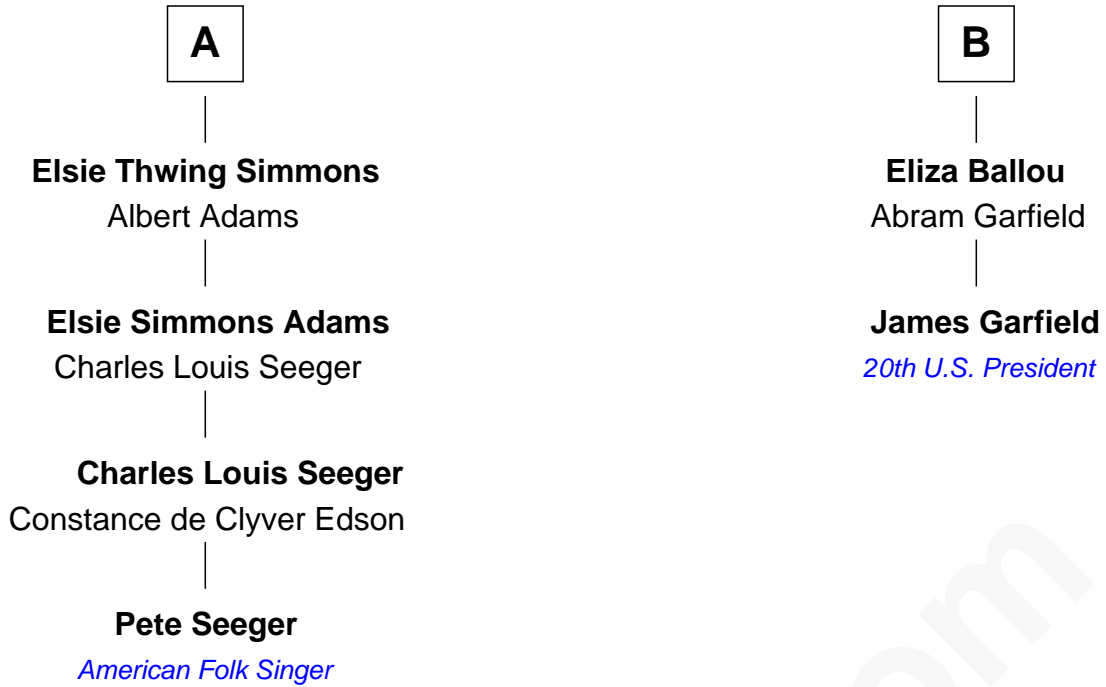 A
Elsie Thwing Simmons
Albert Adams
Elsie Simmons Adams
Charles Louis Seeger
Charles Louis Seeger
Constance de Clyver Edson
Pete Seeger
American Folk Singer
B
Eliza Ballou
Abram Garfield
James Garfield
20th U.S. President
om